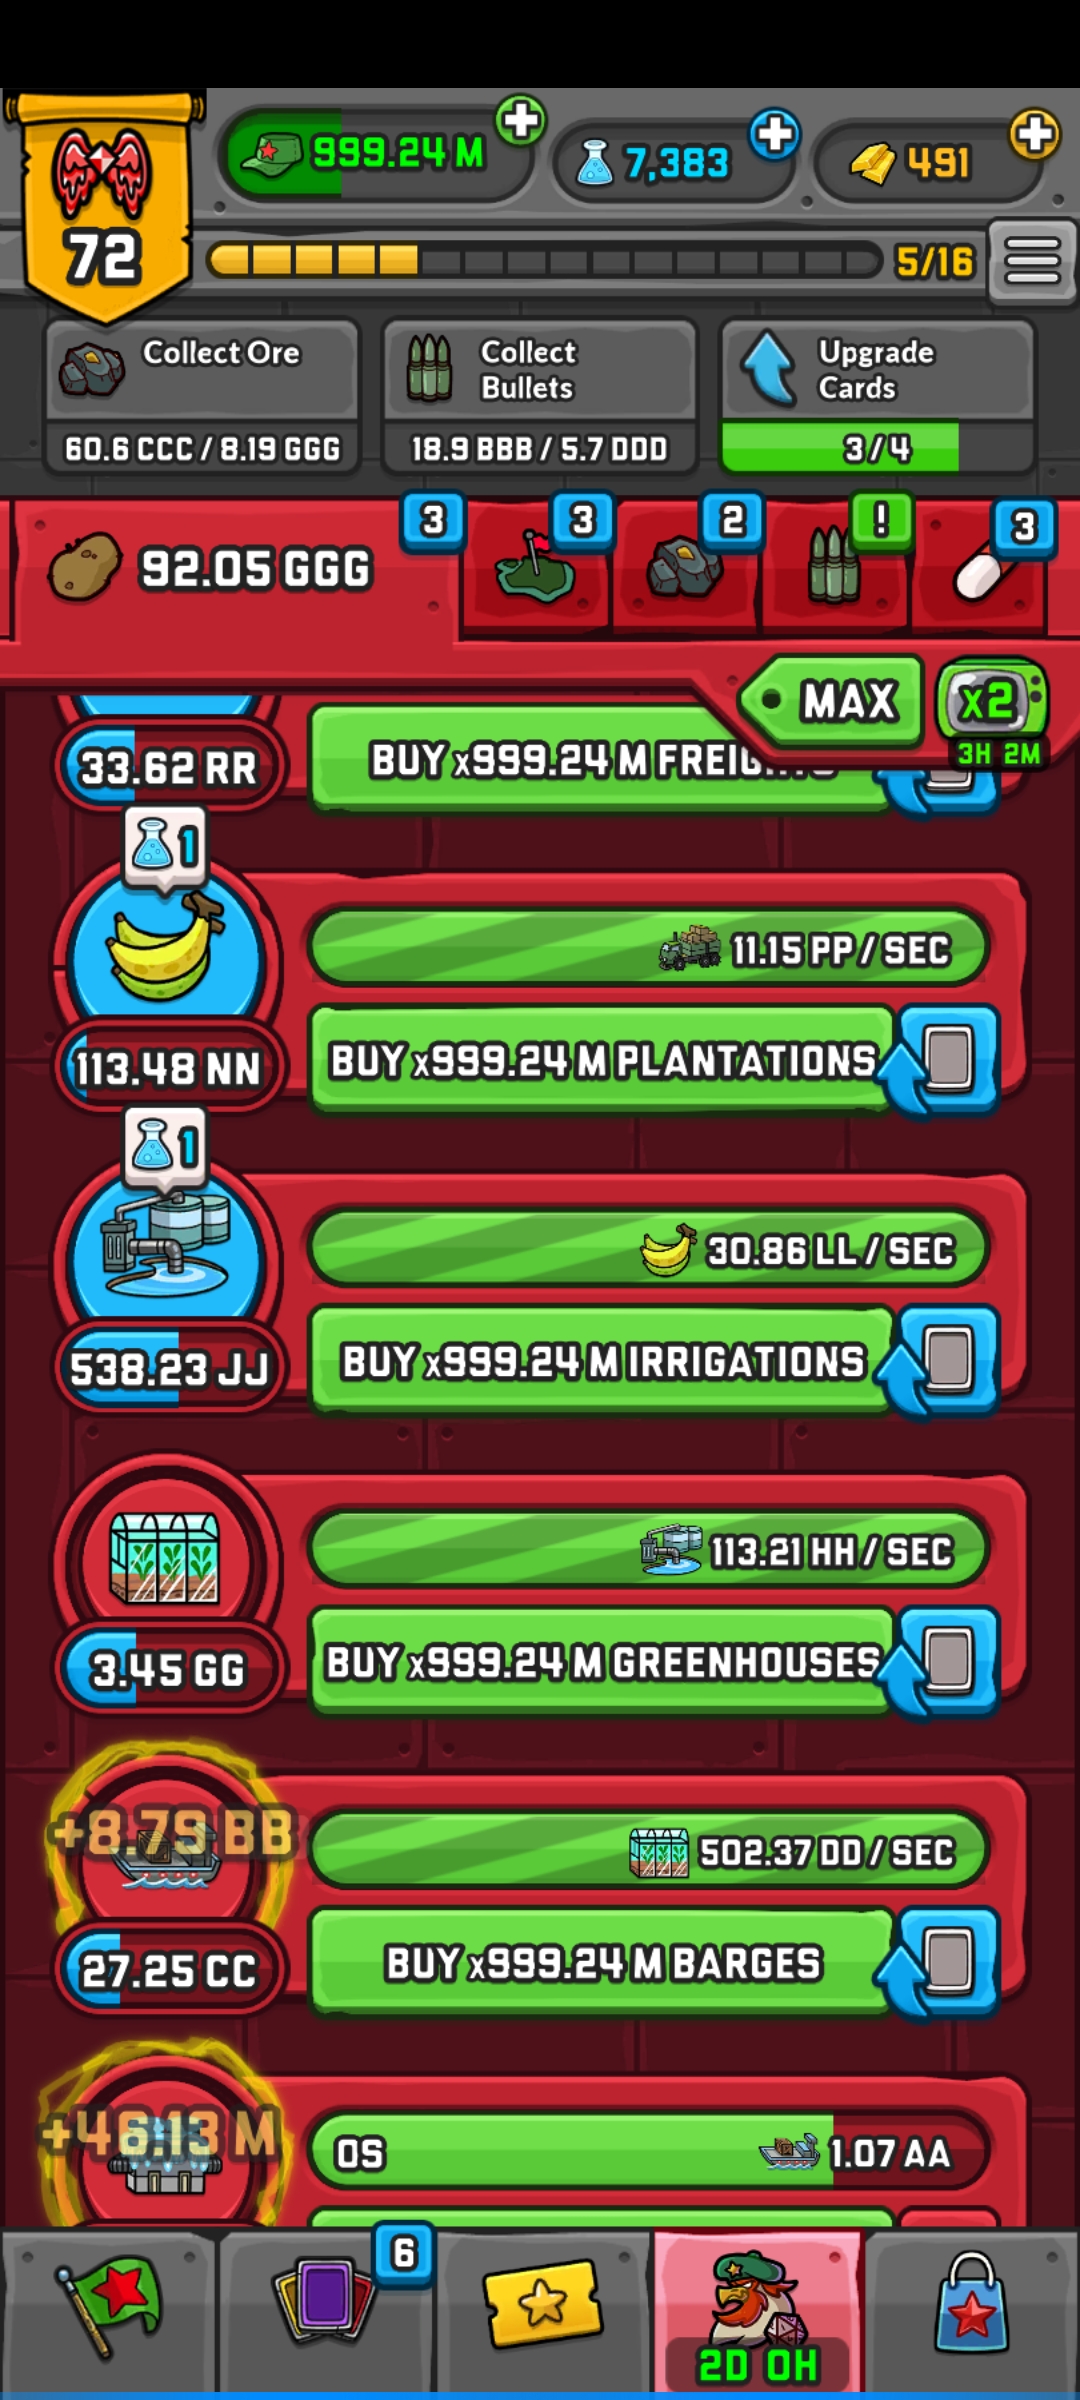 999.24 M
7,383
491
72
5/16
Collect Ore
60.6 CCC / 8.19 GGG
Collect
Bullets
18.9 BBB / 5.7 DDD
Upgrade
Cards
3/4
92.05 GGG
3
3
2
!
3
MAX
x2
3H 2M
33.62 RR
BUY x999.24 M
1
11.15 PP / SEC
113.48 NN
BUY x999.24 M PLANTATIONS
1
30.86 LL / SEC
538.23 JJ
BUY x999.24 M IRRIGATIONS
113.21 HH / SEC
3.45 GG
BUY x999.24 M GREENHOUSES
+8.79 BB
502.37 DD / SEC
27.25 CC
BUY x999.24 M BARGES
+46.13 M
0S
1.07 AA
6
2D 0H